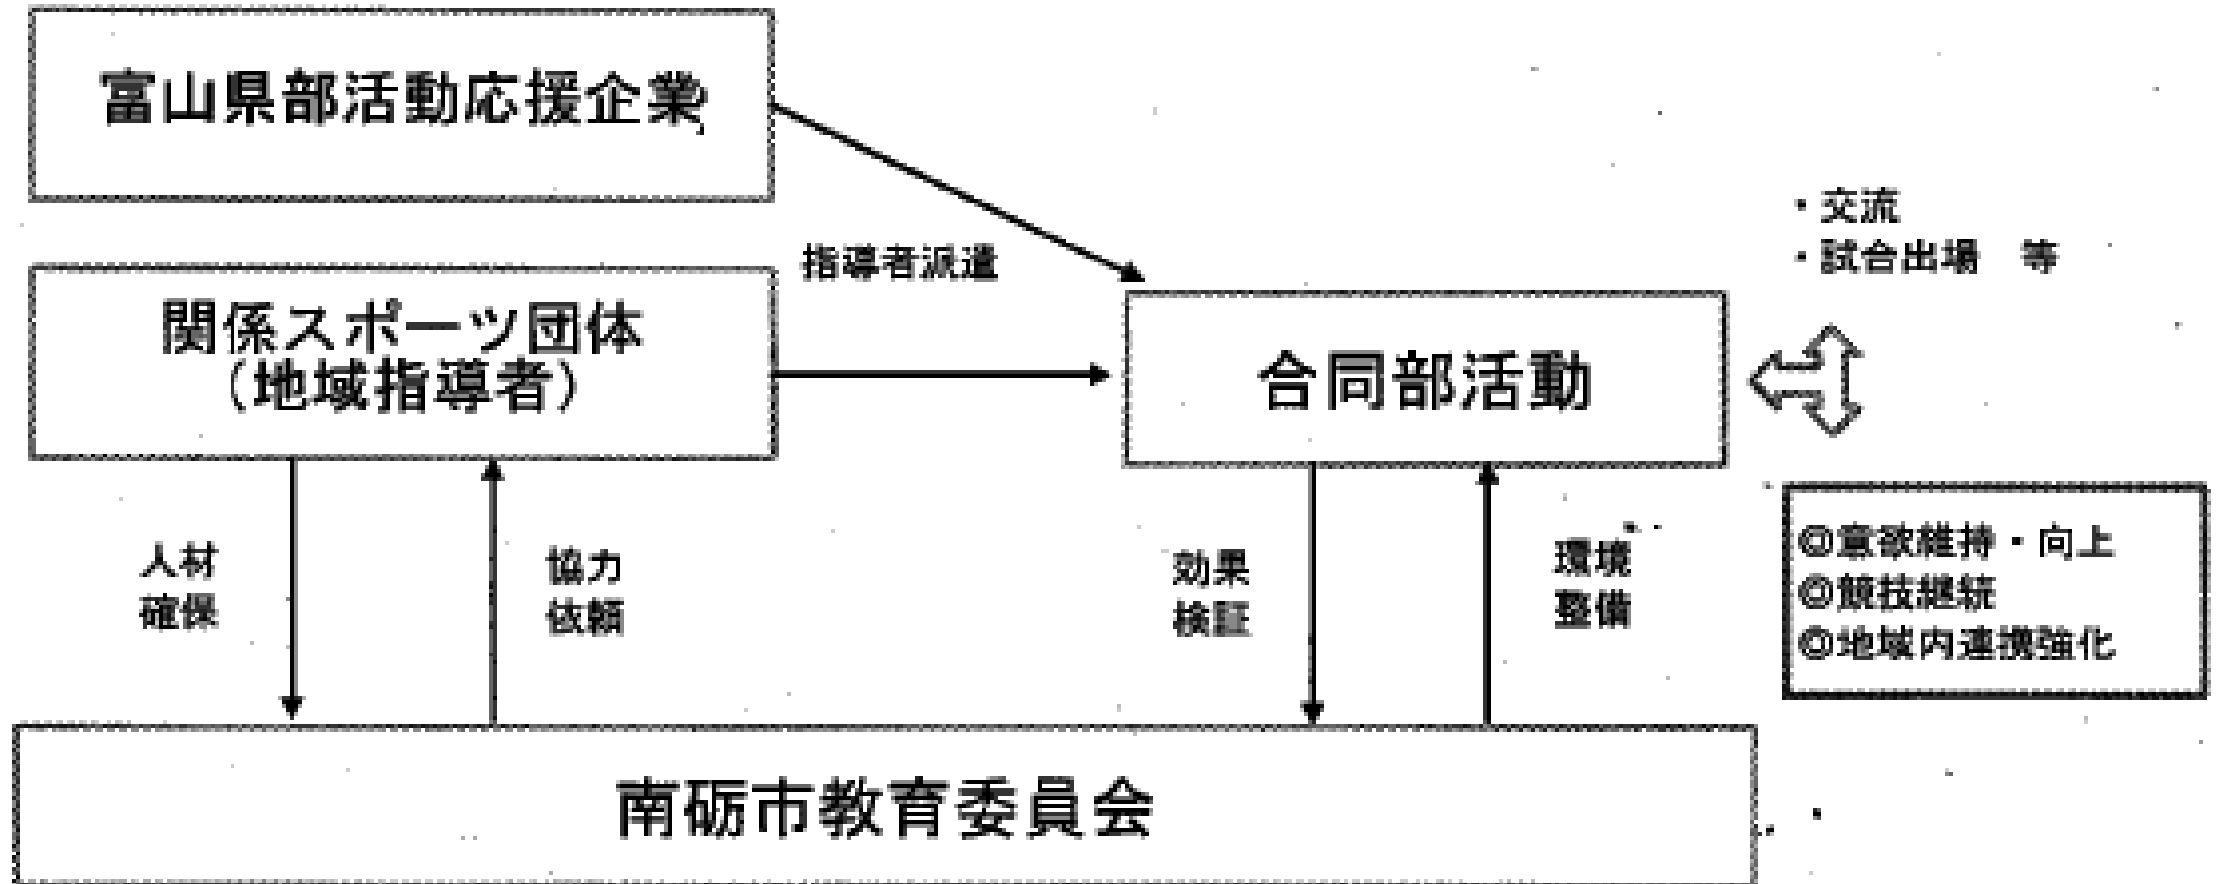 富山県部活動応援企業
指導者派遣
・交流
・試合出場　等
関係スポーツ団体
（地域指導者）
合同部活動
人材
確保
協力
依頼
効果
検証
環境
整備
◎意欲維持・向上
◎競技継続
◎地域内連携強化
南砺市教育委員会